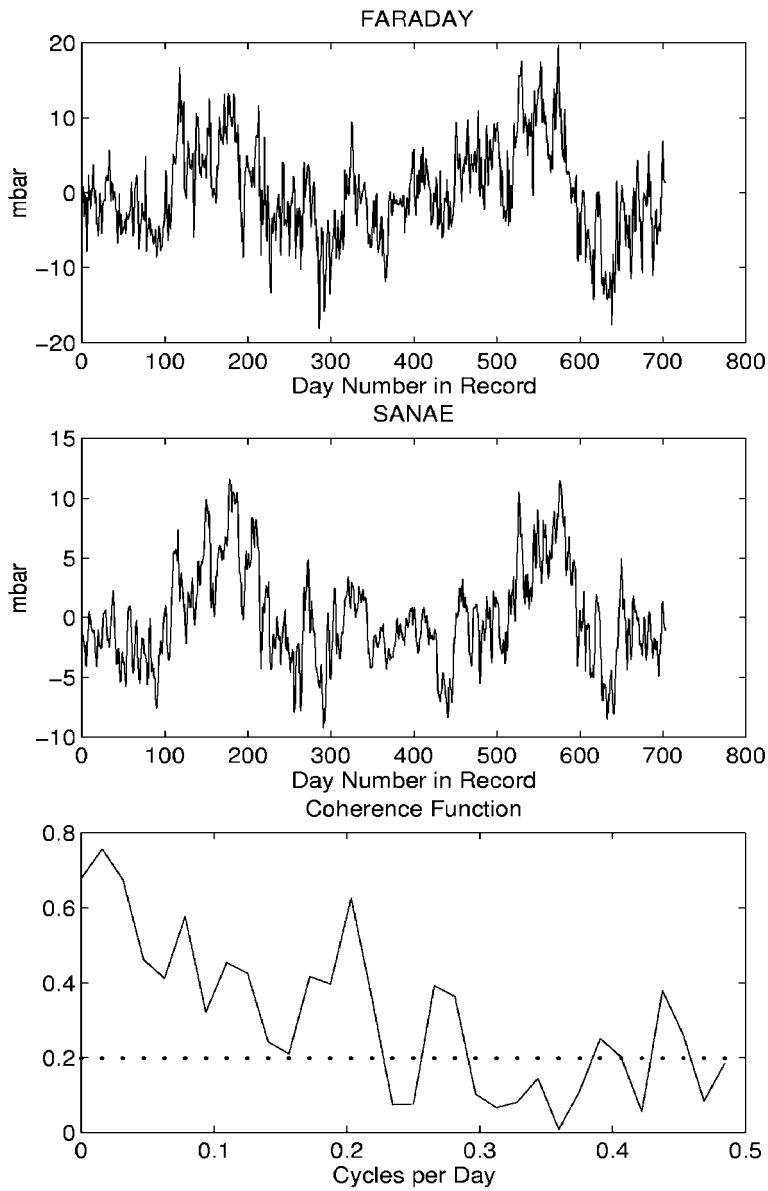 FARADAY
20
10
0
−10
−20
mbar
0 100 200 300 400 500 600 700 800
Day Number in Record
SANAE
15
10
5
0
−5
−10
mbar
0 100 200 300 400 500 600 700 800
Day Number in Record
Coherence Function
0.8
0.6
0.4
0.2
0
0 0.1 0.2 0.3 0.4 0.5
Cycles per Day